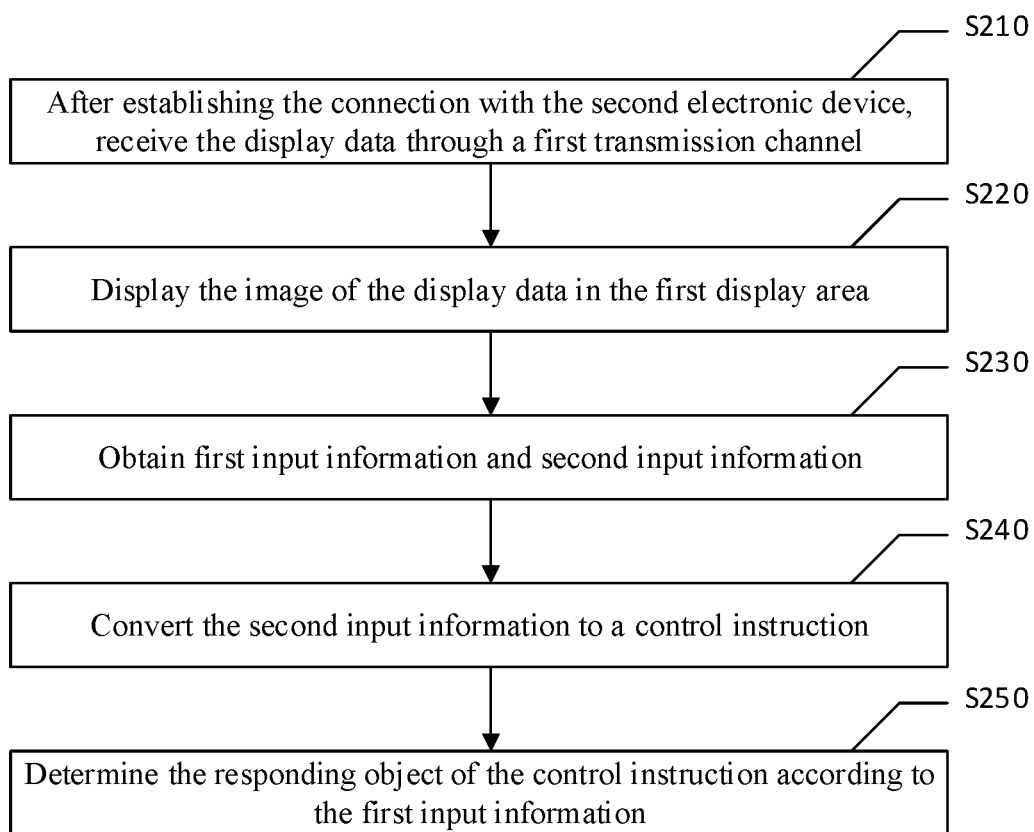 S210
After establishing the connection with the second electronic device,
receive the display data through a first transmission channel
S220
Display the image of the display data in the first display area
S230
Obtain first input information and second input information
S240
Convert the second input information to a control instruction
S250
Determine the responding object of the control instruction according to
the first input information